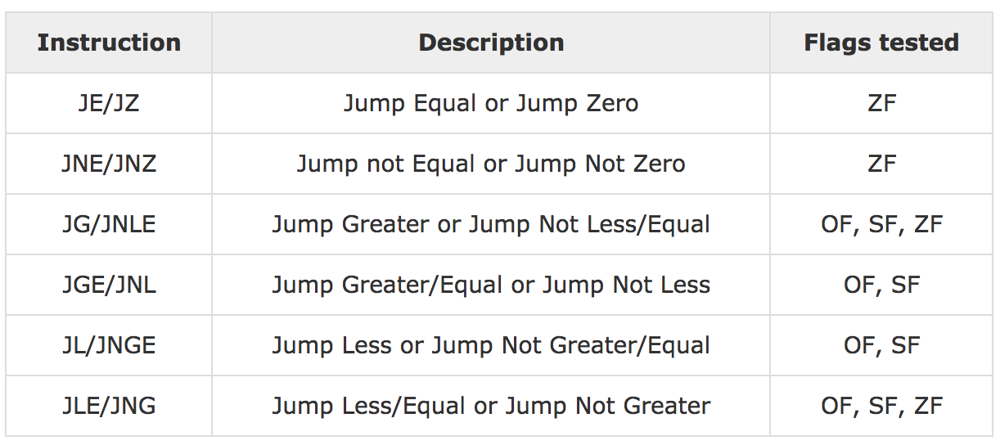 Instruction Description Flags tested
JE/JZ Jump Equal or Jump Zero ZF
JNE/JNZ Jump not Equal or Jump Not Zero ZF
JG/JNLE Jump Greater or Jump Not Less/Equal OF, SF, ZF
JGE/JNL Jump Greater/Equal or Jump Not Less OF, SF
JL/JNGE Jump Less or Jump Not Greater/Equal OF, SF
JLE/JNG Jump Less/Equal or Jump Not Greater OF, SF, ZF